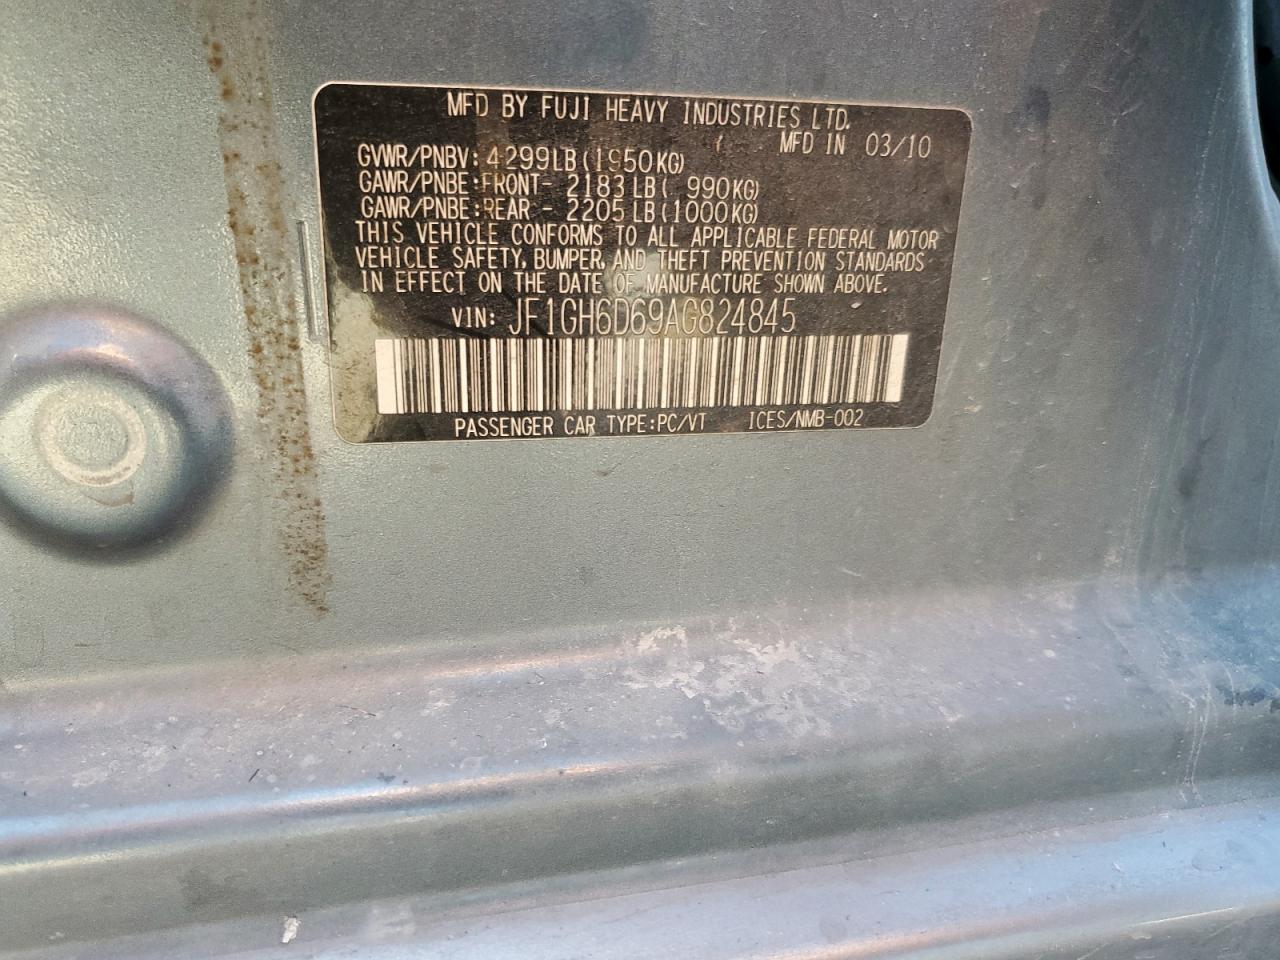 MFD BY FUJI HEAVY INDUSTRIES LTD.
MFD IN 03/10
GVWR/PNBV: 4299LB(1950KG)
GAWR/PNBE:FRONT- 2183LB( 990KG)
GAWR/PNBE:REAR - 2205LB(1000KG)
THIS VEHICLE CONFORMS TO ALL APPLICABLE FEDERAL MOTOR
VEHICLE SAFETY, BUMPER, AND THEFT PREVENTION STANDARDS
IN EFFECT ON THE DATE OF MANUFACTURE SHOWN ABOVE.
VIN: JF1GH6D69AG824845
PASSENGER CAR TYPE:PC/VT ICES/NMB-002